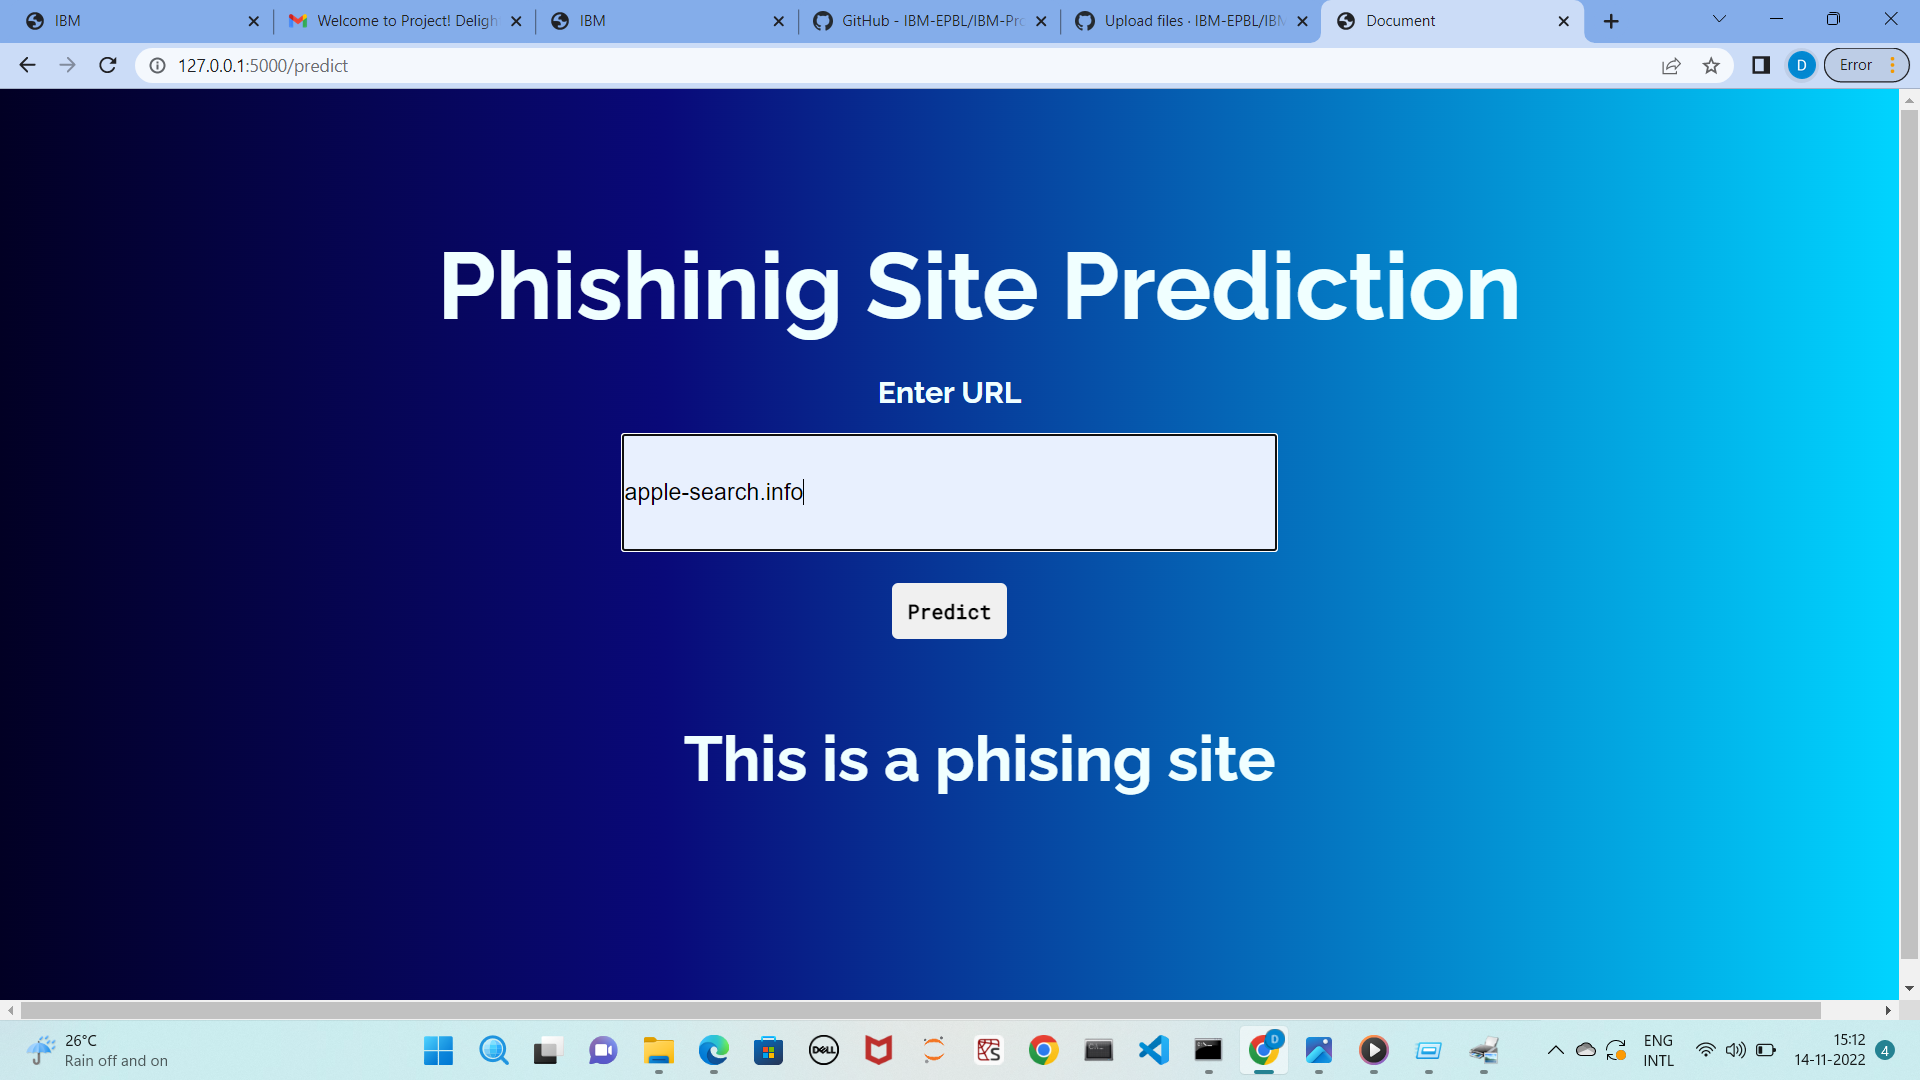 IBM
Welcome to Project! Deligh
IBM
GitHub - IBM-EPBL/IBM-Pro
Upload files · IBM-EPBL/IBM
Document
127.0.0.1:5000/predict
D
Error
Phishinig Site Prediction
Enter URL
apple-search.info
Predict
This is a phising site
26°C
Rain off and on
DELL
D
ENG
INTL
15:12
14-11-2022
4